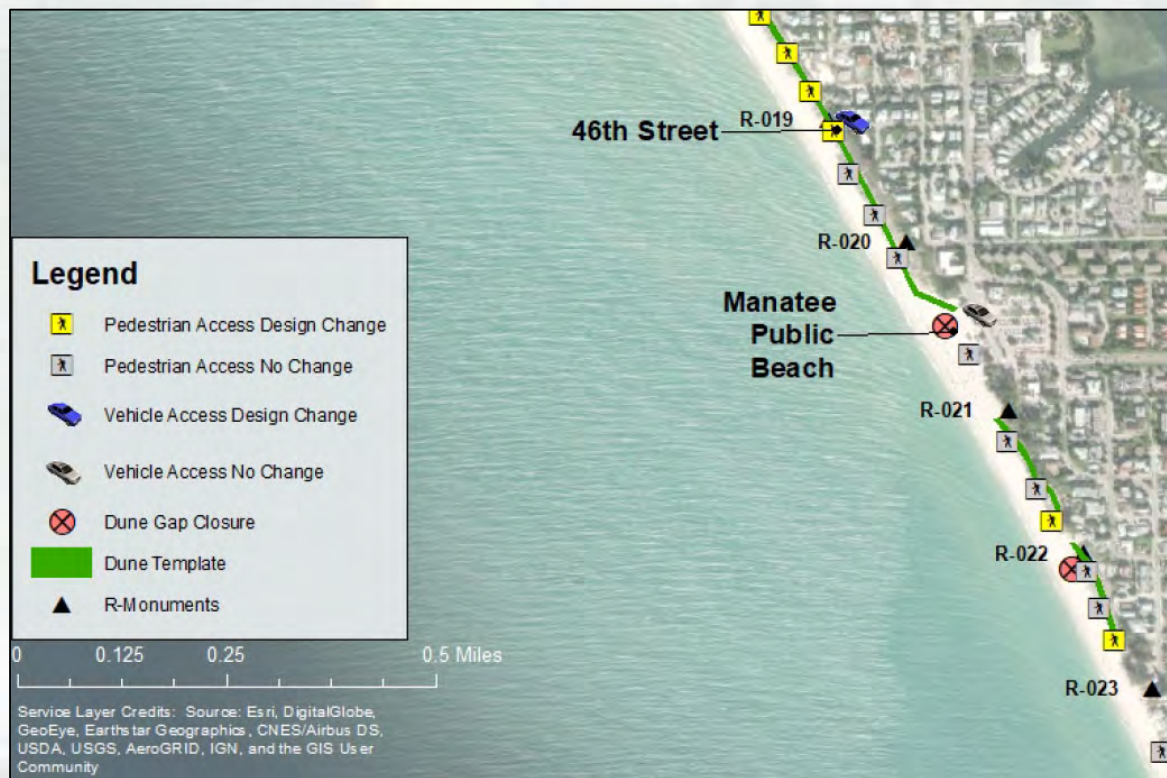 46th Street
R-019
R-020
Manatee
Public
Beach
R-021
R-022
R-023
Legend
Pedestrian Access Design Change
Pedestrian Access No Change
Vehicle Access Design Change
Vehicle Access No Change
Dune Gap Closure
Dune Template
R-Monuments
0 0.125 0.25 0.5 Miles
Service Layer Credits: Source: Esri, DigitalGlobe,
GeoEye, Earthstar Geographics, CNES/Airbus DS,
USDA, USGS, AeroGRID, IGN, and the GIS User
Community